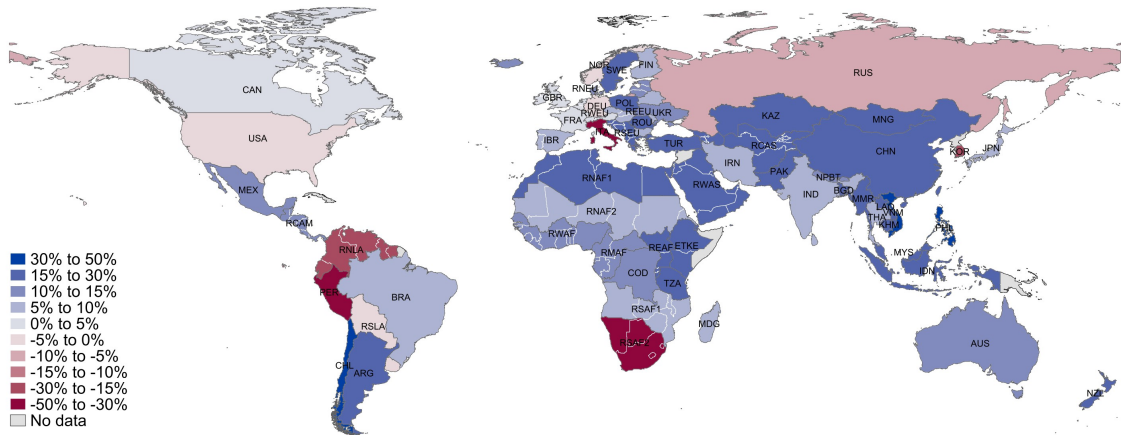 CAN
USA
MEX
RCAM
RNLA
PER
BRA
RSLA
CHL
ARG
NOR
SWE
FIN
RNEU
GBR
DEU
POL
RWEU
REEU
UKR
FRA
ROU
ITA
RSEU
IBR
TUR
RUS
KAZ
MNG
RCAS
CHN
KOR
JPN
IRN
PAK
NPBT
RNAF1
RWAS
IND
BGD
MMR
LAO
VNM
THA
KHM
PHL
RNAF2
RWAF
RMAF
REAF
ETKE
MYS
IDN
COD
TZA
RSAF1
MDG
RSAF2
AUS
NZL
30% to 50%
15% to 30%
10% to 15%
5% to 10%
0% to 5%
-5% to 0%
-10% to -5%
-15% to -10%
-30% to -15%
-50% to -30%
No data